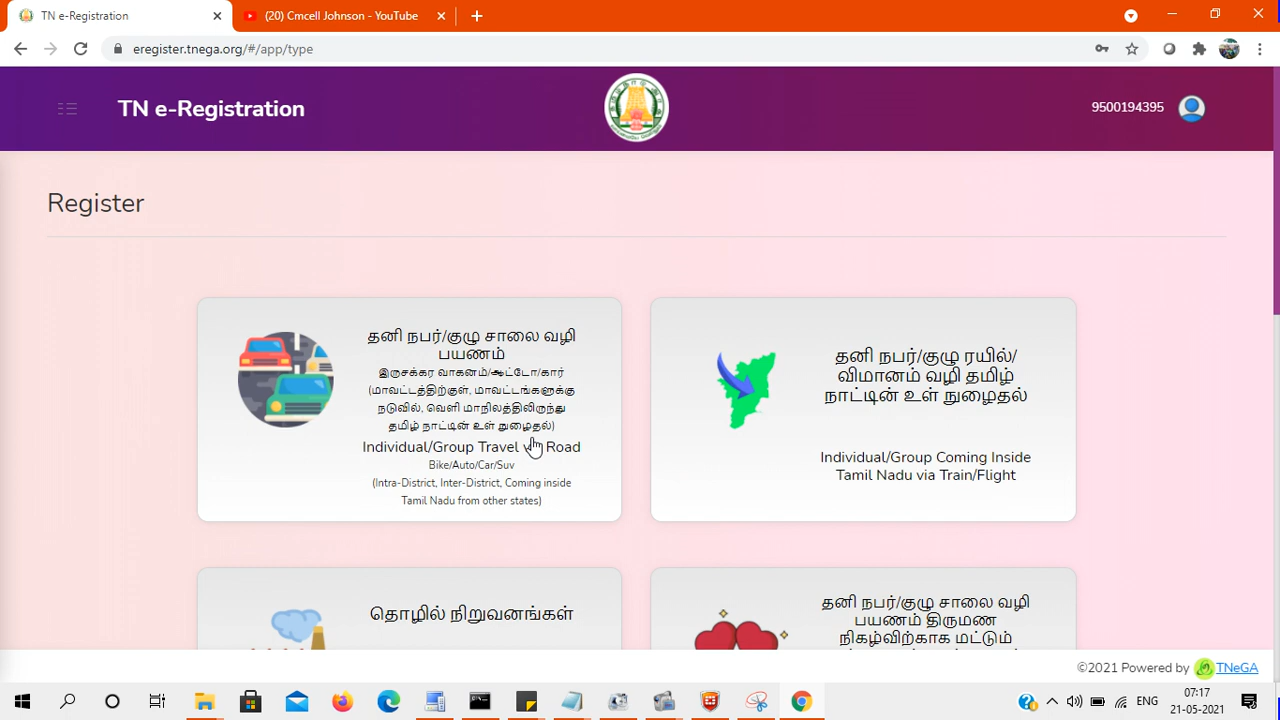 TN e-Registration
(20) Cmcell Johnson - YouTube
eregister.tnega.org/#/app/type
TN e-Registration
9500194395
Register
தனி நபர்/குழு சாலை வழி
பயணம்
இருசக்கர வாகனம்/ஆட்டோ/கார்
(மாவட்டத்திற்குள், மாவட்டங்களுக்கு
நடுவில், வெளி மாநிலத்திலிருந்து
தமிழ் நாட்டின் உள் நுழைதல்)
Individual/Group Travel Road
Bike/Auto/Car/Suv
(Intra-District, Inter-District, Coming inside
Tamil Nadu from other states)
தனி நபர்/குழு ரயில்/
விமானம் வழி தமிழ்
நாட்டின் உள் நுழைதல்
Individual/Group Coming Inside
Tamil Nadu via Train/Flight
தொழில் நிறுவனங்கள்
தனி நபர்/குழு சாலை வழி
பயணம் திருமண
நிகழ்விற்காக மட்டும்
©2021 Powered by TNeGA
ENG
07:17
21-05-2021